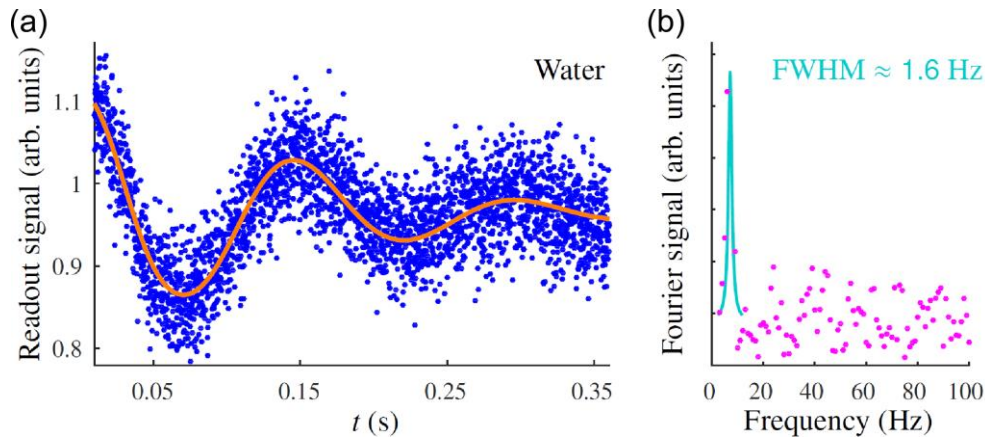 (a)
Readout signal (arb. units)
1.1
1
0.9
0.8
Water
0.05
0.15
0.25
0.35
t (s)
(b)
Fourier signal (arb. units)
FWHM ≈ 1.6 Hz
0
20
40
60
80
100
Frequency (Hz)